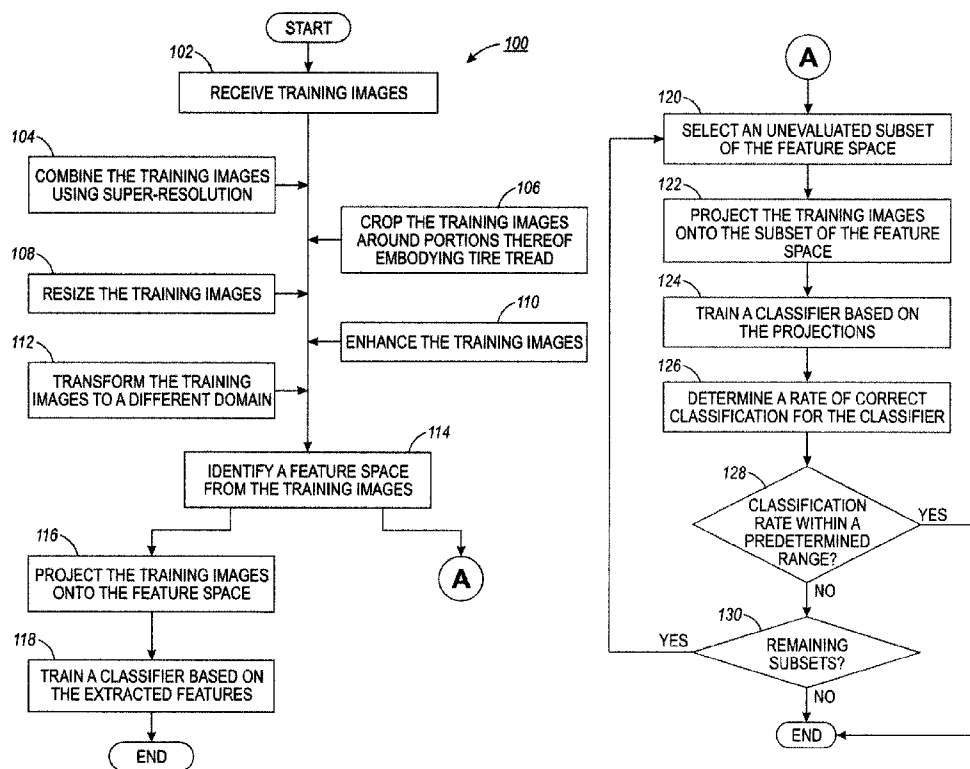 START
100
102
RECEIVE TRAINING IMAGES
104
COMBINE THE TRAINING IMAGES
USING SUPER-RESOLUTION
106
CROP THE TRAINING IMAGES
AROUND PORTIONS THEREOF
EMBODYING TIRE TREAD
108
RESIZE THE TRAINING IMAGES
110
ENHANCE THE TRAINING IMAGES
112
TRANSFORM THE TRAINING
IMAGES TO A DIFFERENT DOMAIN
114
IDENTIFY A FEATURE SPACE
FROM THE TRAINING IMAGES
116
PROJECT THE TRAINING IMAGES
ONTO THE FEATURE SPACE
A
118
TRAIN A CLASSIFIER BASED ON
THE EXTRACTED FEATURES
END
A
120
SELECT AN UNEVALUATED SUBSET
OF THE FEATURE SPACE
122
PROJECT THE TRAINING IMAGES
ONTO THE SUBSET OF THE FEATURE
SPACE
124
TRAIN A CLASSIFIER BASED ON
THE PROJECTIONS
126
DETERMINE A RATE OF CORRECT
CLASSIFICATION FOR THE CLASSIFIER
128
CLASSIFICATION
RATE WITHIN A
PREDETERMINED
RANGE?
YES
NO
130
REMAINING
SUBSETS?
YES
NO
END